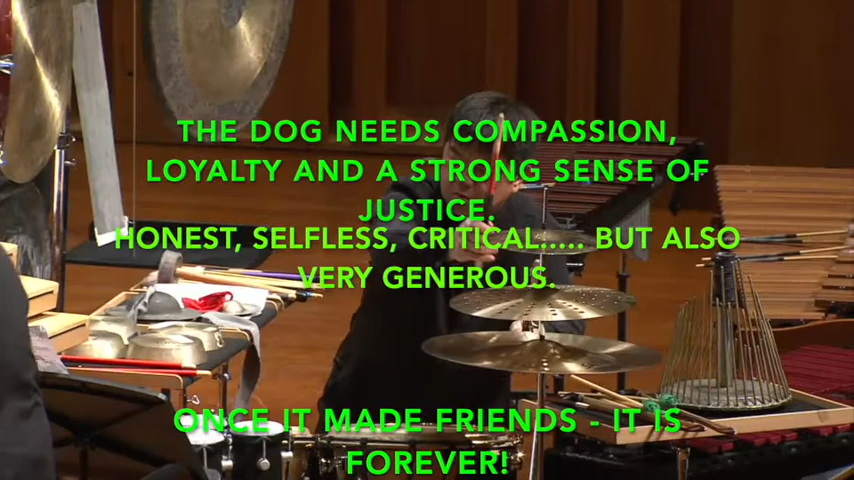 THE DOG NEEDS COMPASSION,
LOYALTY AND A STRONG SENSE OF
JUSTICE.
HONEST, SELFLESS, CRITICAL..... BUT ALSO
VERY GENEROUS.
ONCE IT MADE FRIENDS - IT IS
FOREVER!